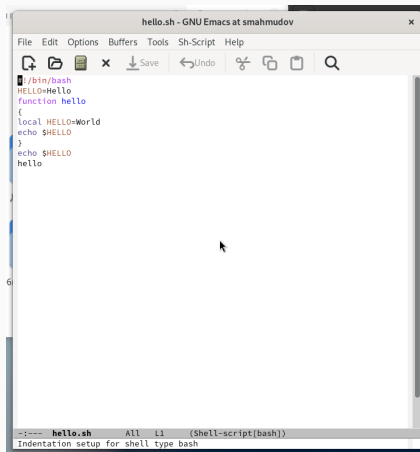 hello.sh - GNU Emacs at smahmudov
File Edit Options Buffers Tools Sh-Script Help
Save Undo
#!/bin/bash
HELLO=Hello
function hello
{
local HELLO=World
echo $HELLO
}
echo $HELLO
hello
-:--- hello.sh All L1 (Shell-script[bash])
Indentation setup for shell type bash